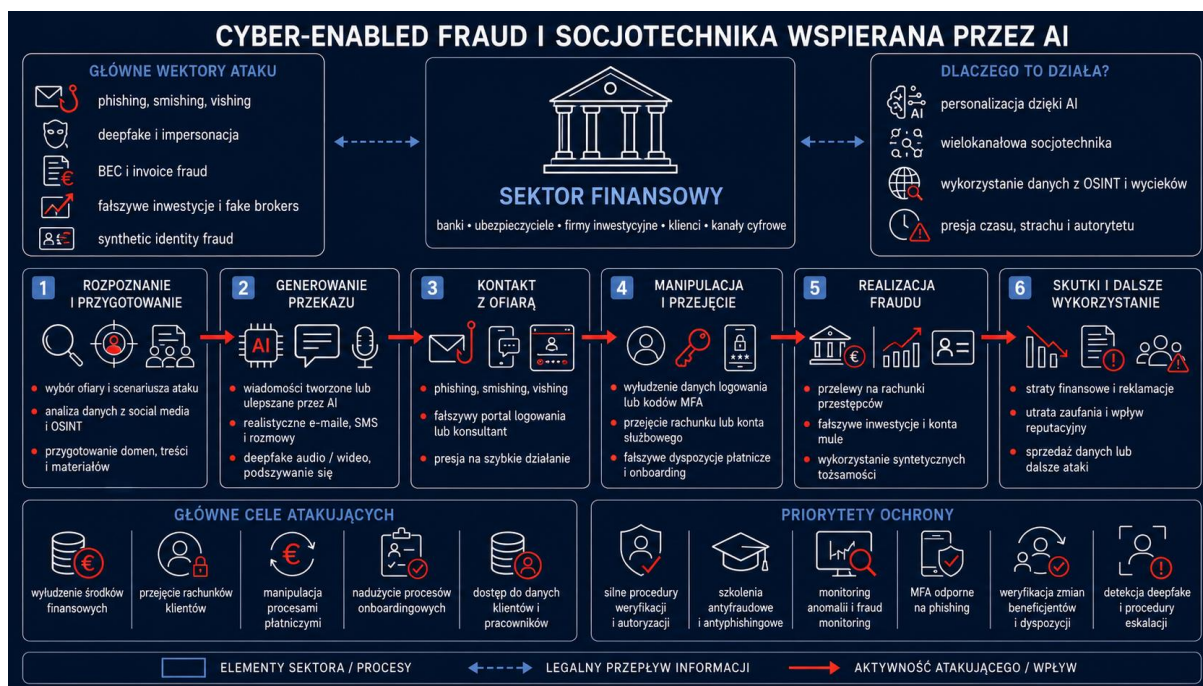 CYBER-ENABLED FRAUD I SOCJOTECHNIKA WSPIERANA PRZEZ AI
GŁÓWNE WEKTORY ATAKU
phishing, smishing, vishing
deepfake i impersonacja
BEC i invoice fraud
fałszywe inwestycje i fake brokers
synthetic identity fraud
SEKTOR FINANSOWY
banki • ubezpieczyciele • firmy inwestycyjne • klienci • kanały cyfrowe
DLACZEGO TO DZIAŁA?
AI
personalizacja dzięki AI
wielokanałowa socjotechnika
wykorzystanie danych z OSINT i wycieków
presja czasu, strachu i autorytetu
1
ROZPOZNANIE
I PRZYGOTOWANIE
• wybór ofiary i scenariusza ataku
• analiza danych z social media
i OSINT
• przygotowanie domen, treści
i materiałów
2
GENEROWANIE
PRZEKAZU
AI
• wiadomości tworzone lub
ulepszane przez AI
• realistyczne e-maile, SMS
i rozmowy
• deepfake audio / wideo,
podszywanie się
3
KONTAKT
Z OFIARĄ
• phishing, smishing, vishing
• fałszywy portal logowania
lub konsultant
• presja na szybkie działanie
4
MANIPULACJA
I PRZEJĘCIE
• wyłudzenie danych logowania
lub kodów MFA
• przejęcie rachunku lub konta
służbowego
• fałszywe dyspozycje płatnicze
i onboarding
5
REALIZACJA
FRAUDU
€
• przelewy na rachunki
przestępców
• fałszywe inwestycje i konta
mule
• wykorzystanie syntetycznych
tożsamości
6
SKUTKI I DALSZE
WYKORZYSTANIE
• straty finansowe i reklamacje
• utrata zaufania i wpływ
reputacyjny
• sprzedaż danych lub
dalsze ataki
GŁÓWNE CELE ATAKUJĄCYCH
€
wyłudzenie środków
finansowych
przejęcie rachunków
klientów
€
manipulacja
procesami
płatniczymi
nadużycie procesów
onboardingowych
dostęp do danych
klientów i
pracowników
PRIORYTETY OCHRONY
silne procedury
weryfikacji
i autoryzacji
szkolenia
antyfraudowe
i antyphishingowe
monitoring
anomalii i fraud
monitoring
MFA odporne
na phishing
weryfikacja zmian
beneficjentów
i dyspozycji
detekcja deepfake
i procedury
eskalacji
ELEMENTY SEKTORA / PROCESY
LEGALNY PRZEPŁYW INFORMACJI
AKTYWNOŚĆ ATAKUJĄCEGO / WPŁYW